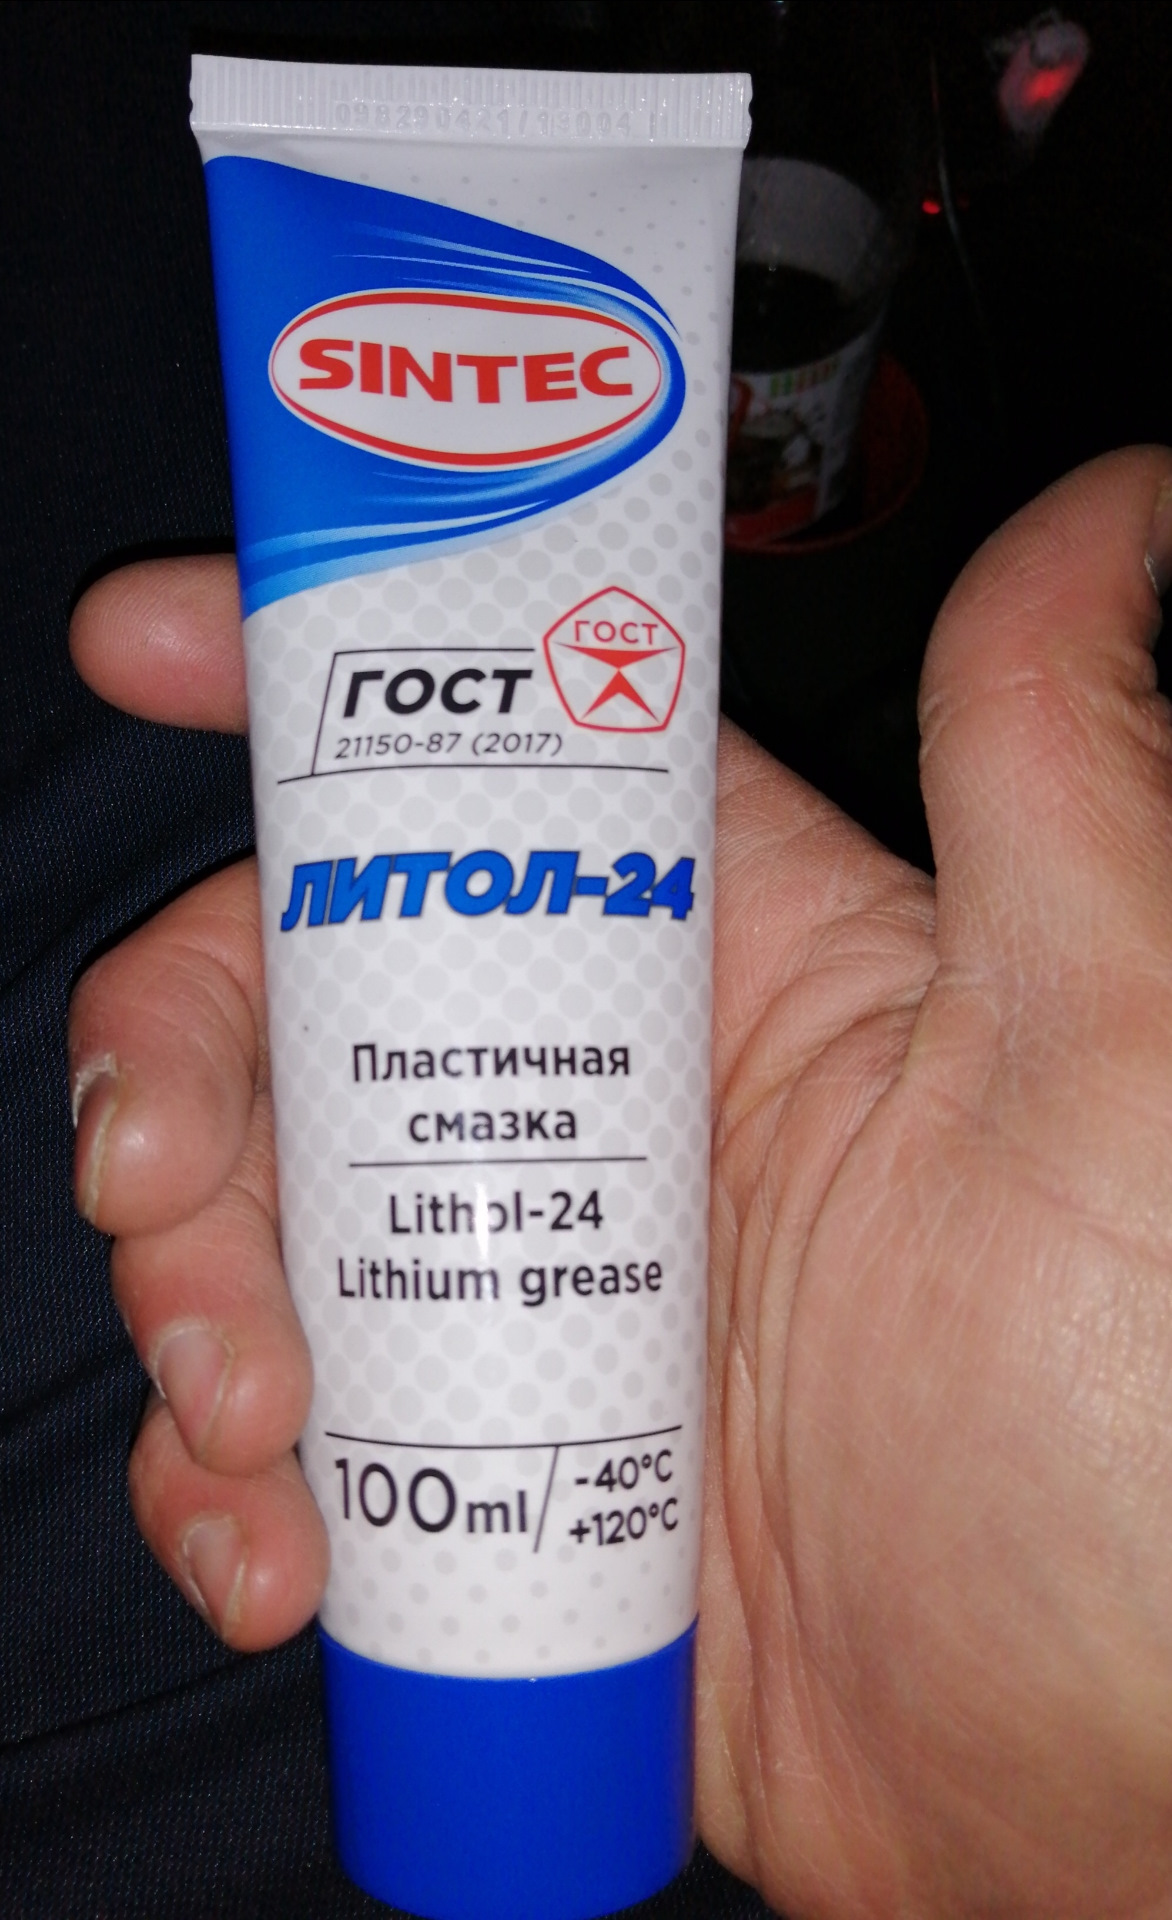 SINTEC
ГОСТ
ГОСТ
21150-87 (2017)
ЛИТОЛ-24
Пластичная
смазка
Lithol-24
Lithium grease
100ml
-40°C
+120°C